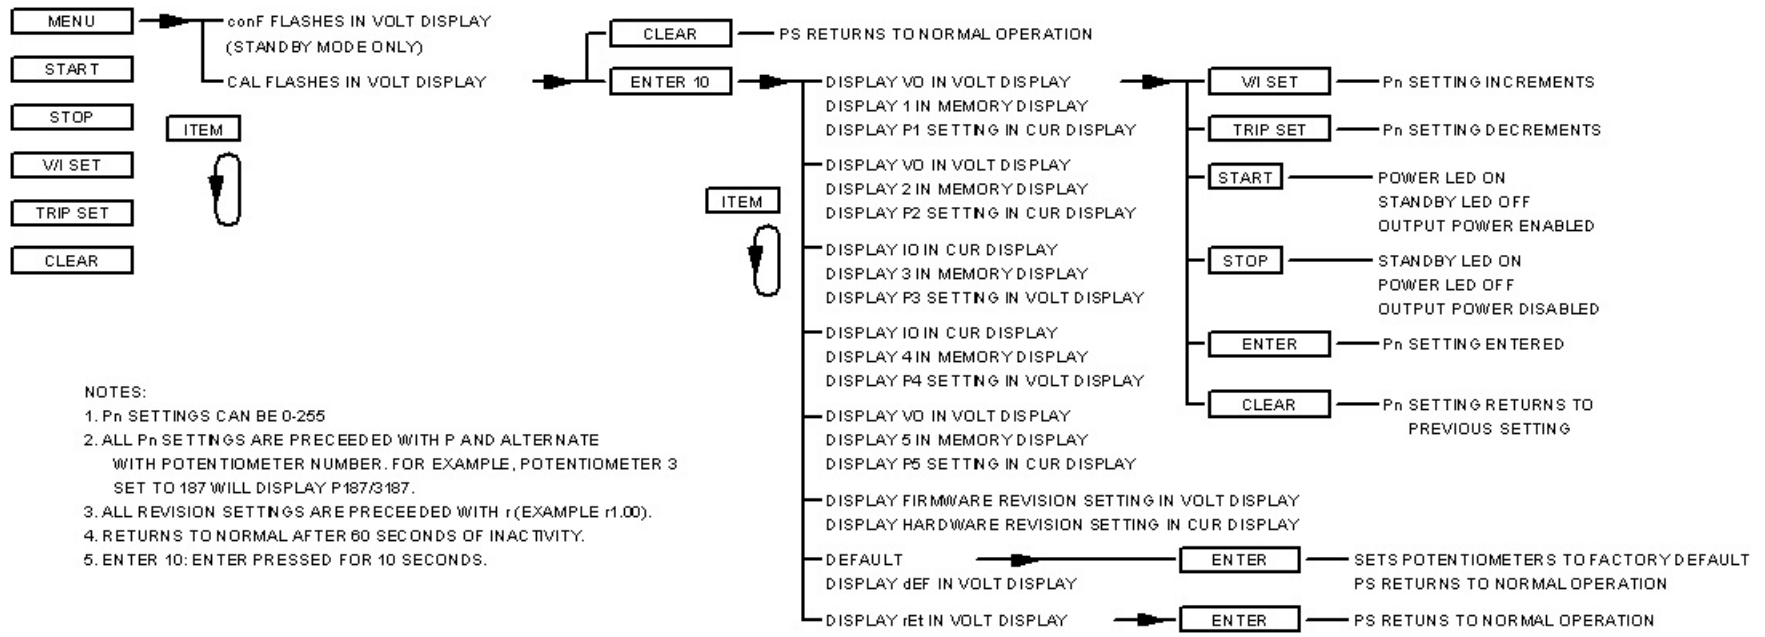 MENU
START
STOP
V/I SET
TRIP SET
CLEAR
conF FLASHES IN VOLT DISPLAY
(STANDBY MODE ONLY)
CAL FLASHES IN VOLT DISPLAY
ITEM
CLEAR
PS RETURNS TO NORMAL OPERATION
ENTER 10
ITEM
DISPLAY VO IN VOLT DISPLAY
DISPLAY 1 IN MEMORY DISPLAY
DISPLAY P1 SETTING IN CUR DISPLAY
DISPLAY VO IN VOLT DISPLAY
DISPLAY 2 IN MEMORY DISPLAY
DISPLAY P2 SETTING IN CUR DISPLAY
DISPLAY IO IN CUR DISPLAY
DISPLAY 3 IN MEMORY DISPLAY
DISPLAY P3 SETTING IN VOLT DISPLAY
DISPLAY IO IN CUR DISPLAY
DISPLAY 4 IN MEMORY DISPLAY
DISPLAY P4 SETTING IN VOLT DISPLAY
DISPLAY VO IN VOLT DISPLAY
DISPLAY 5 IN MEMORY DISPLAY
DISPLAY P5 SETTING IN CUR DISPLAY
DISPLAY FIRMWARE REVISION SETTING IN VOLT DISPLAY
DISPLAY HARDWARE REVISION SETTING IN CUR DISPLAY
DEFAULT
DISPLAY dEF IN VOLT DISPLAY
ENTER
SETS POTENTIOMETERS TO FACTORY DEFAULT
PS RETURNS TO NORMAL OPERATION
DISPLAY rEt IN VOLT DISPLAY
ENTER
PS RETUNS TO NORMAL OPERATION
V/I SET
Pn SETTING INCREMENTS
TRIP SET
Pn SETTING DECREMENTS
START
POWER LED ON
STANDBY LED OFF
OUTPUT POWER ENABLED
STOP
STANDBY LED ON
POWER LED OFF
OUTPUT POWER DISABLED
ENTER
Pn SETTING ENTERED
CLEAR
Pn SETTING RETURNS TO
PREVIOUS SETTING
NOTES:
1. Pn SETTINGS CAN BE 0-255
2. ALL Pn SETTINGS ARE PRECEEDED WITH P AND ALTERNATE
WITH POTENTIOMETER NUMBER. FOR EXAMPLE, POTENTIOMETER 3
SET TO 187 WILL DISPLAY P187/3187.
3. ALL REVISION SETTINGS ARE PRECEEDED WITH r (EXAMPLE r1.00).
4. RETURNS TO NORMAL AFTER 60 SECONDS OF INACTIVITY.
5. ENTER 10: ENTER PRESSED FOR 10 SECONDS.